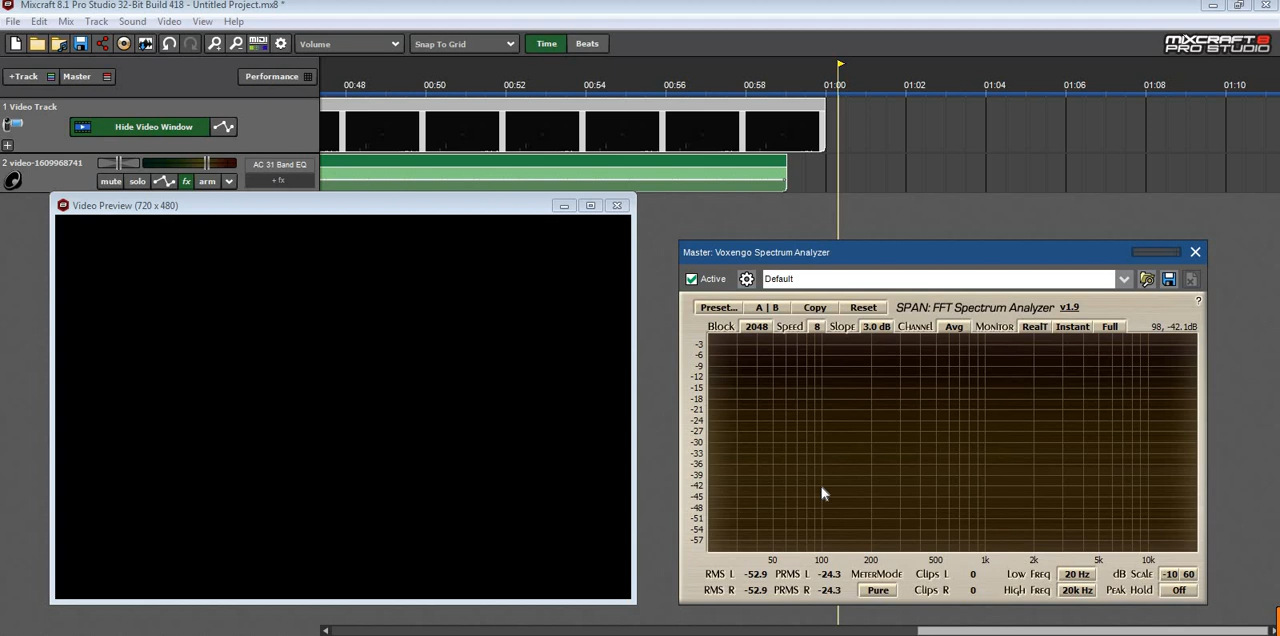 Mixcraft 8.1 Pro Studio 32-Bit Build 418 - Untitled Project.mx8 *
File Edit Mix Track Sound Video View Help
Volume Snap To Grid Time Beats MIXCRAFT 8 PRO STUDIO
+Track Master Performance
00:48 00:50 00:52 00:54 00:56 00:58 01:00 01:02 01:04 01:06 01:08 01:10
1 Video Track
Hide Video Window
2 video-1609968741
AC 31 Band EQ
mute solo fx arm + fx
Video Preview (720 x 480)
Master: Voxengo Spectrum Analyzer
Active Default
Preset... A | B Copy Reset SPAN: FFT Spectrum Analyzer v1.9 ?
Block 2048 Speed 8 Slope 3.0 dB Channel Avg Monitor RealT Instant Full 98, -42.1dB
-3
-6
-9
-12
-15
-18
-21
-24
-27
-30
-33
-36
-39
-42
-45
-48
-51
-54
-57
50 100 200 500 1k 2k 5k 10k
RMS L -52.9 PRMS L -24.3 MeterMode Clips L 0 Low Freq 20 Hz dB Scale -10 60
RMS R -52.9 PRMS R -24.3 Pure Clips R 0 High Freq 20k Hz Peak Hold Off